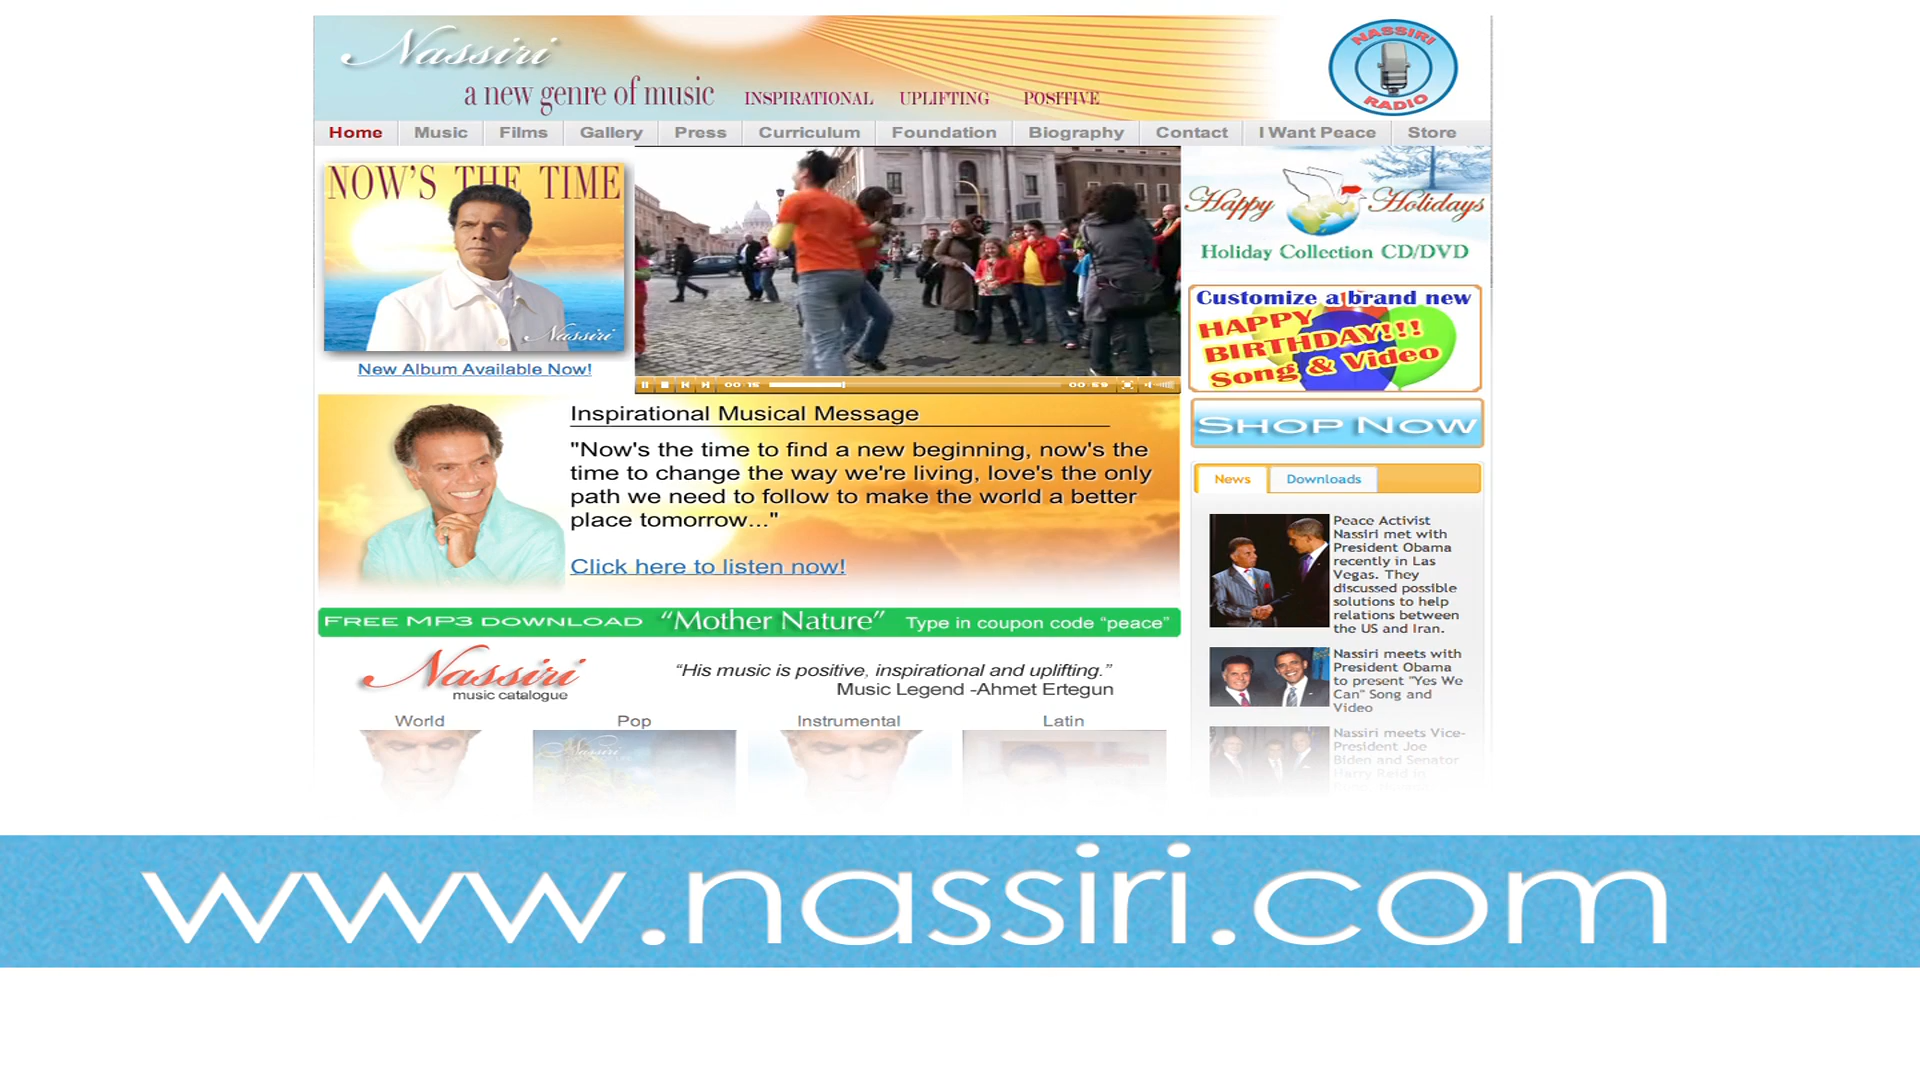 Nassiri
a new genre of music INSPIRATIONAL UPLIFTING POSITIVE
NASSIRI
RADIO
Home Music Films Gallery Press Curriculum Foundation Biography Contact I Want Peace Store
NOW'S THE TIME
Nassiri
New Album Available Now!
00:15 00:59
Happy Holidays
Holiday Collection CD/DVD
Customize a brand new
HAPPY
BIRTHDAY!!!
Song & Video
SHOP NOW
Inspirational Musical Message
"Now's the time to find a new beginning, now's the
time to change the way we're living, love's the only
path we need to follow to make the world a better
place tomorrow..."
Click here to listen now!
FREE MP3 DOWNLOAD "Mother Nature" Type in coupon code "peace"
Nassiri
music catalogue
"His music is positive, inspirational and uplifting."
Music Legend -Ahmet Ertegun
World Pop Instrumental Latin
Nassiri
News Downloads
Peace Activist
Nassiri met with
President Obama
recently in Las
Vegas. They
discussed possible
solutions to help
relations between
the US and Iran.
Nassiri meets with
President Obama
to present "Yes We
Can" Song and
Video
Nassiri meets Vice-
President Joe
Biden and Senator
Harry Reid in
www.nassiri.com